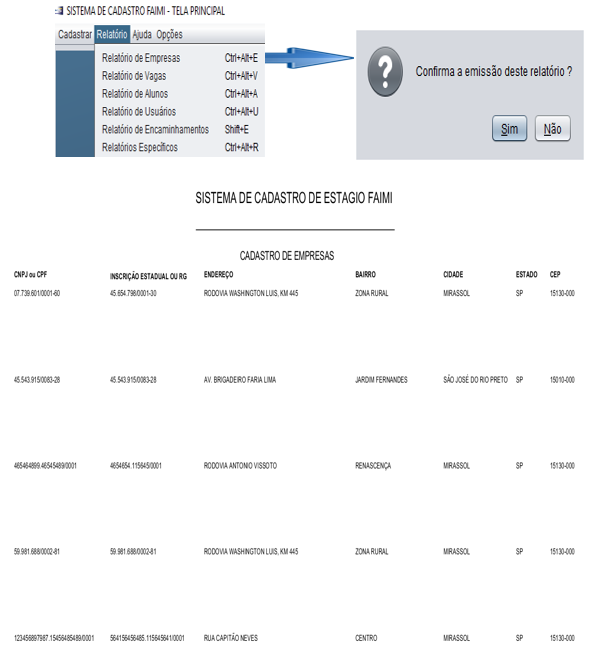 SISTEMA DE CADASTRO FAIMI - TELA PRINCIPAL
Cadastrar Relatório Ajuda Opções
Relatório de Empresas Ctrl+Alt+E
Relatório de Vagas Ctrl+Alt+V
Relatório de Alunos Ctrl+Alt+A
Relatório de Usuários Ctrl+Alt+U
Relatório de Encaminhamentos Shift+E
Relatórios Específicos Ctrl+Alt+R
Confirma a emissão deste relatório ?
Sim Não
SISTEMA DE CADASTRO DE ESTAGIO FAIMI
CADASTRO DE EMPRESAS
CNPJ ou CPF INSCRIÇÃO ESTADUAL OU RG ENDEREÇO BAIRRO CIDADE ESTADO CEP
07.739.601/0001-60 45.654.798/0001-30 RODOVIA WASHINGTON LUIS, KM 445 ZONA RURAL MIRASSOL SP 15130-000
45.543.915/0083-28 45.543.915/0083-28 AV. BRIGADEIRO FARIA LIMA JARDIM FERNANDES SÃO JOSÉ DO RIO PRETO SP 15010-000
465464899.46545489/0001 4654654.115645/0001 RODOVIA ANTONIO VISSOTO RENASCENÇA MIRASSOL SP 15130-000
59.981.688/0002-81 59.981.688/0002-81 RODOVIA WASHINGTON LUIS, KM 445 ZONA RURAL MIRASSOL SP 15130-000
123456897987.15456485489/0001 564156456485.115645641/0001 RUA CAPITÃO NEVES CENTRO MIRASSOL SP 15130-000